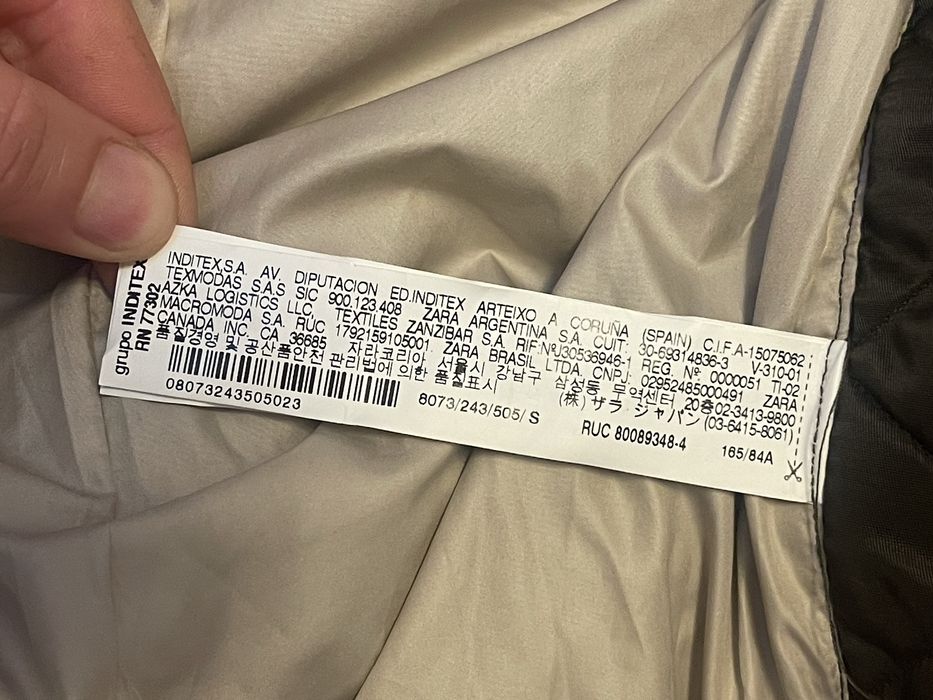 grupo INDITEX
RN 77302
INDITEX,S.A. AV. DIPUTACION ED.INDITEX ARTEIXO A CORUÑA (SPAIN) C.I.F.A-15075062
TEXMODAS S.A.S SIC 900.123.408 ZARA ARGENTINA S.A. CUIT: 30-69314836-3 V-310-01
AZKA LOGISTICS LLC, TEXTILES ZANZIBAR S.A. RIF:Nº.J30536946-1 REG. Nº 0000051 TI-02
MACROMODA S.A. RUC 1792159105001 ZARA BRASIL LTDA. CNPJ. 02952485000491 ZARA
CANADA INC. CA 36685 자라코리아 서울시 강남구 삼성동 무역센터 20층02-3413-9800
품질경영 및 공산품안전 관리법에 의한 품질표시 (株) ザラ ジャパン (03-6415-8061)
08073243505023
8073/243/505/S
RUC 80089348-4
165/84A